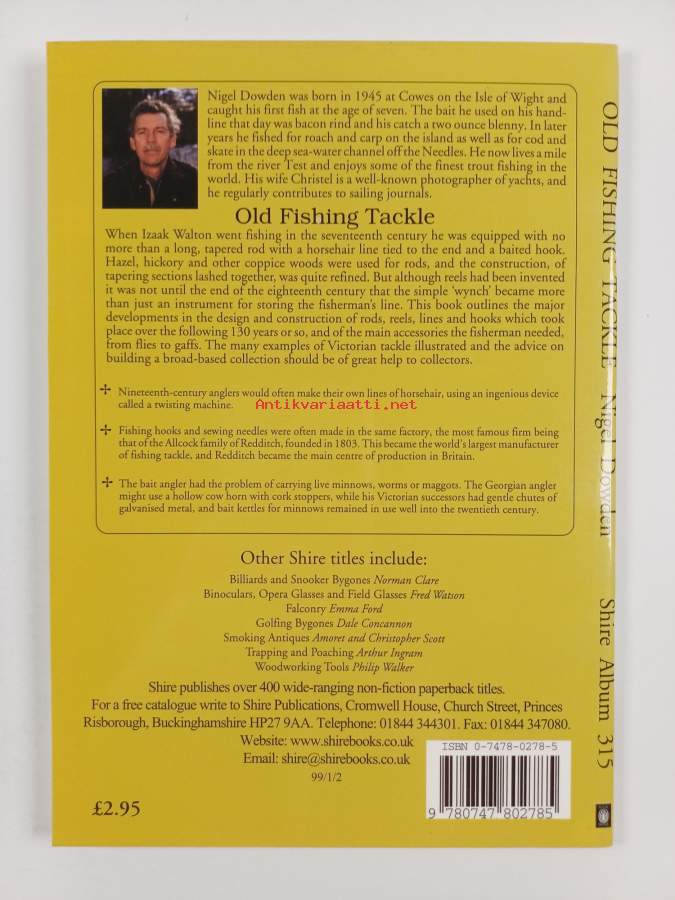 Nigel Dowden was born in 1945 at Cowes on the Isle of Wight and
caught his first fish at the age of seven. The bait he used on his hand-
line that day was bacon rind and his catch a two ounce blenny. In later
years he fished for roach and carp on the island as well as for cod and
skate in the deep sea-water channel off the Needles. He now lives a mile
from the river Test and enjoys some of the finest trout fishing in the
world. His wife Christel is a well-known photographer of yachts, and
he regularly contributes to sailing journals.
Old Fishing Tackle
When Izaak Walton went fishing in the seventeenth century he was equipped with
no more than a long, tapered rod with a horsehair line tied to the end and a baited hook.
Hazel, hickory and other coppice woods were used for rods, and the construction, of
tapering sections lashed together, was quite refined. But although reels had been invented
it was not until the end of the eighteenth century that the simple ‘wynch’ became more
than just an instrument for storing the fisherman’s line. This book outlines the major
developments in the design and construction of rods, reels, lines and hooks which took
place over the following 130 years or so, and of the main accessories the fisherman needed,
from flies to gaffs. The many examples of Victorian tackle illustrated and the advice on
building a broad-based collection should be of great help to collectors.
Nineteenth-century anglers would often make their own lines of horsehair, using an ingenious device
called a twisting machine.
Antikvariaatti.net
Fishing hooks and sewing needles were often made in the same factory, the most famous firm being
that of the Allcock family of Redditch, founded in 1803. This became the world’s largest manufacturer
of fishing tackle, and Redditch became the main centre of production in Britain.
The bait angler had the problem of carrying live minnows, worms or maggots. The Georgian angler
might use a hollow cow horn with cork stoppers, while his Victorian successors had gentle chutes of
galvanised metal, and bait kettles for minnows remained in use well into the twentieth century.
Other Shire titles include:
Billiards and Snooker Bygones Norman Clare
Binoculars, Opera Glasses and Field Glasses Fred Watson
Falconry Emma Ford
Golfing Bygones Dale Concannon
Smoking Antiques Amoret and Christopher Scott
Trapping and Poaching Arthur Ingram
Woodworking Tools Philip Walker
Shire publishes over 400 wide-ranging non-fiction paperback titles.
For a free catalogue write to Shire Publications, Cromwell House, Church Street, Princes
Risborough, Buckinghamshire HP27 9AA. Telephone: 01844 344301. Fax: 01844 347080.
Website: www.shirebooks.co.uk
Email: shire@shirebooks.co.uk
99/1/2
£2.95
ISBN 0-7478-0278-5
9 780747 802785
OLD FISHING TACKLE Nigel Dowden Shire Album 315